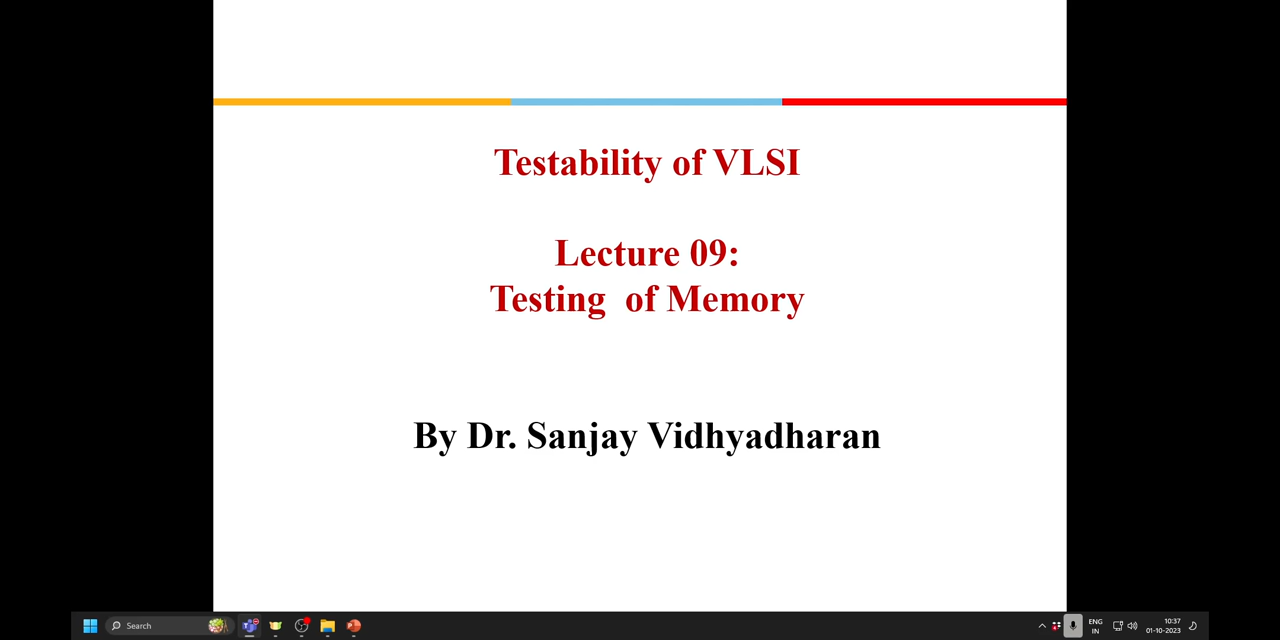 Testability of VLSI
Lecture 09:
Testing of Memory
By Dr. Sanjay Vidhyadharan
Search
ENG
IN
10:37
01-10-2023